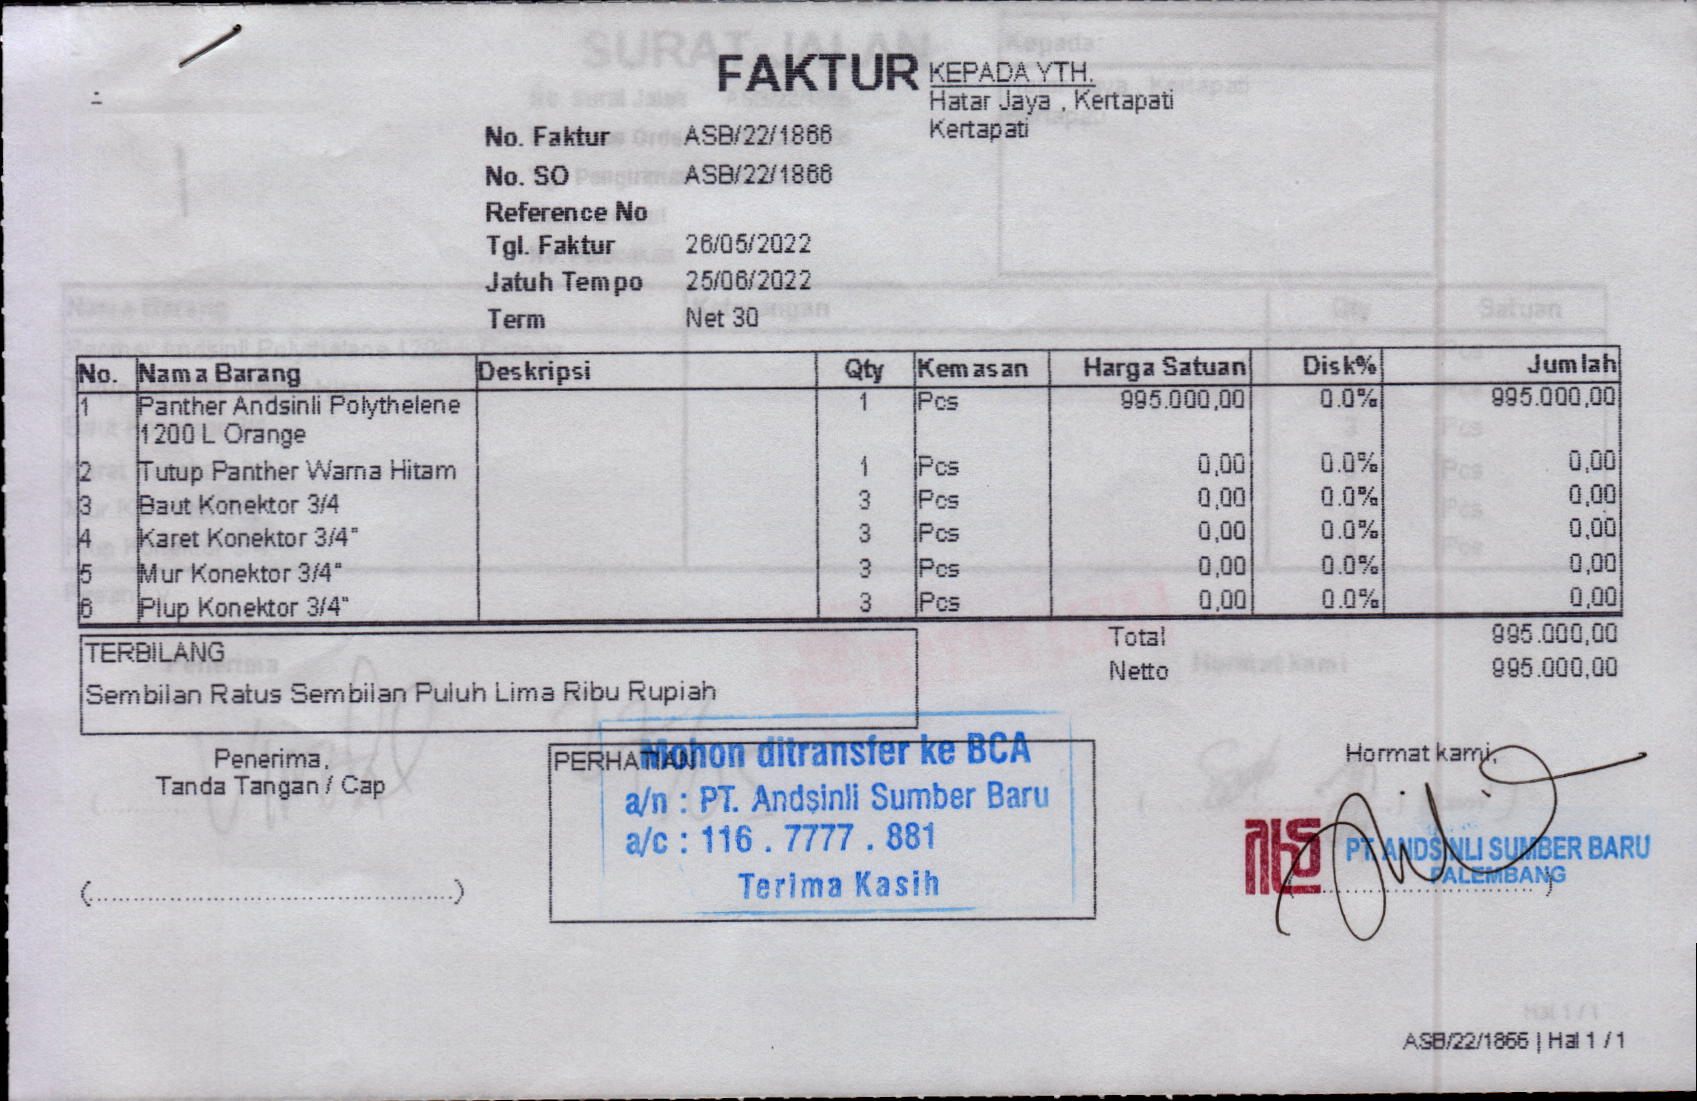 FAKTUR
KEPADA YTH.
Hatar Jaya , Kertapati
Kertapati
No. Faktur ASB/22/1866
No. SO ASB/22/1866
Reference No
Tgl. Faktur 26/05/2022
Jatuh Tempo 25/06/2022
Term Net 30
No. Nama Barang Deskripsi Qty Kemasan Harga Satuan Disk% Jumlah
1 Panther Andsinli Polythelene 1 Pcs 995.000,00 0.0% 995.000,00
1200 L Orange
2 Tutup Panther Warna Hitam 1 Pcs 0,00 0.0% 0,00
3 Baut Konektor 3/4 3 Pcs 0,00 0.0% 0,00
4 Karet Konektor 3/4" 3 Pcs 0,00 0.0% 0,00
5 Mur Konektor 3/4" 3 Pcs 0,00 0.0% 0,00
6 Plup Konektor 3/4" 3 Pcs 0,00 0.0% 0,00
Total 995.000,00
Netto 995.000,00
TERBILANG
Sembilan Ratus Sembilan Puluh Lima Ribu Rupiah
Penerima,
Tanda Tangan / Cap
(............................................)
PERHATIAN
Mohon ditransfer ke BCA
a/n : PT. Andsinli Sumber Baru
a/c : 116 . 7777 . 881
Terima Kasih
Hormat kami,
PT. ANDSINLI SUMBER BARU
PALEMBANG
ASB/22/1866 | Hal 1 / 1